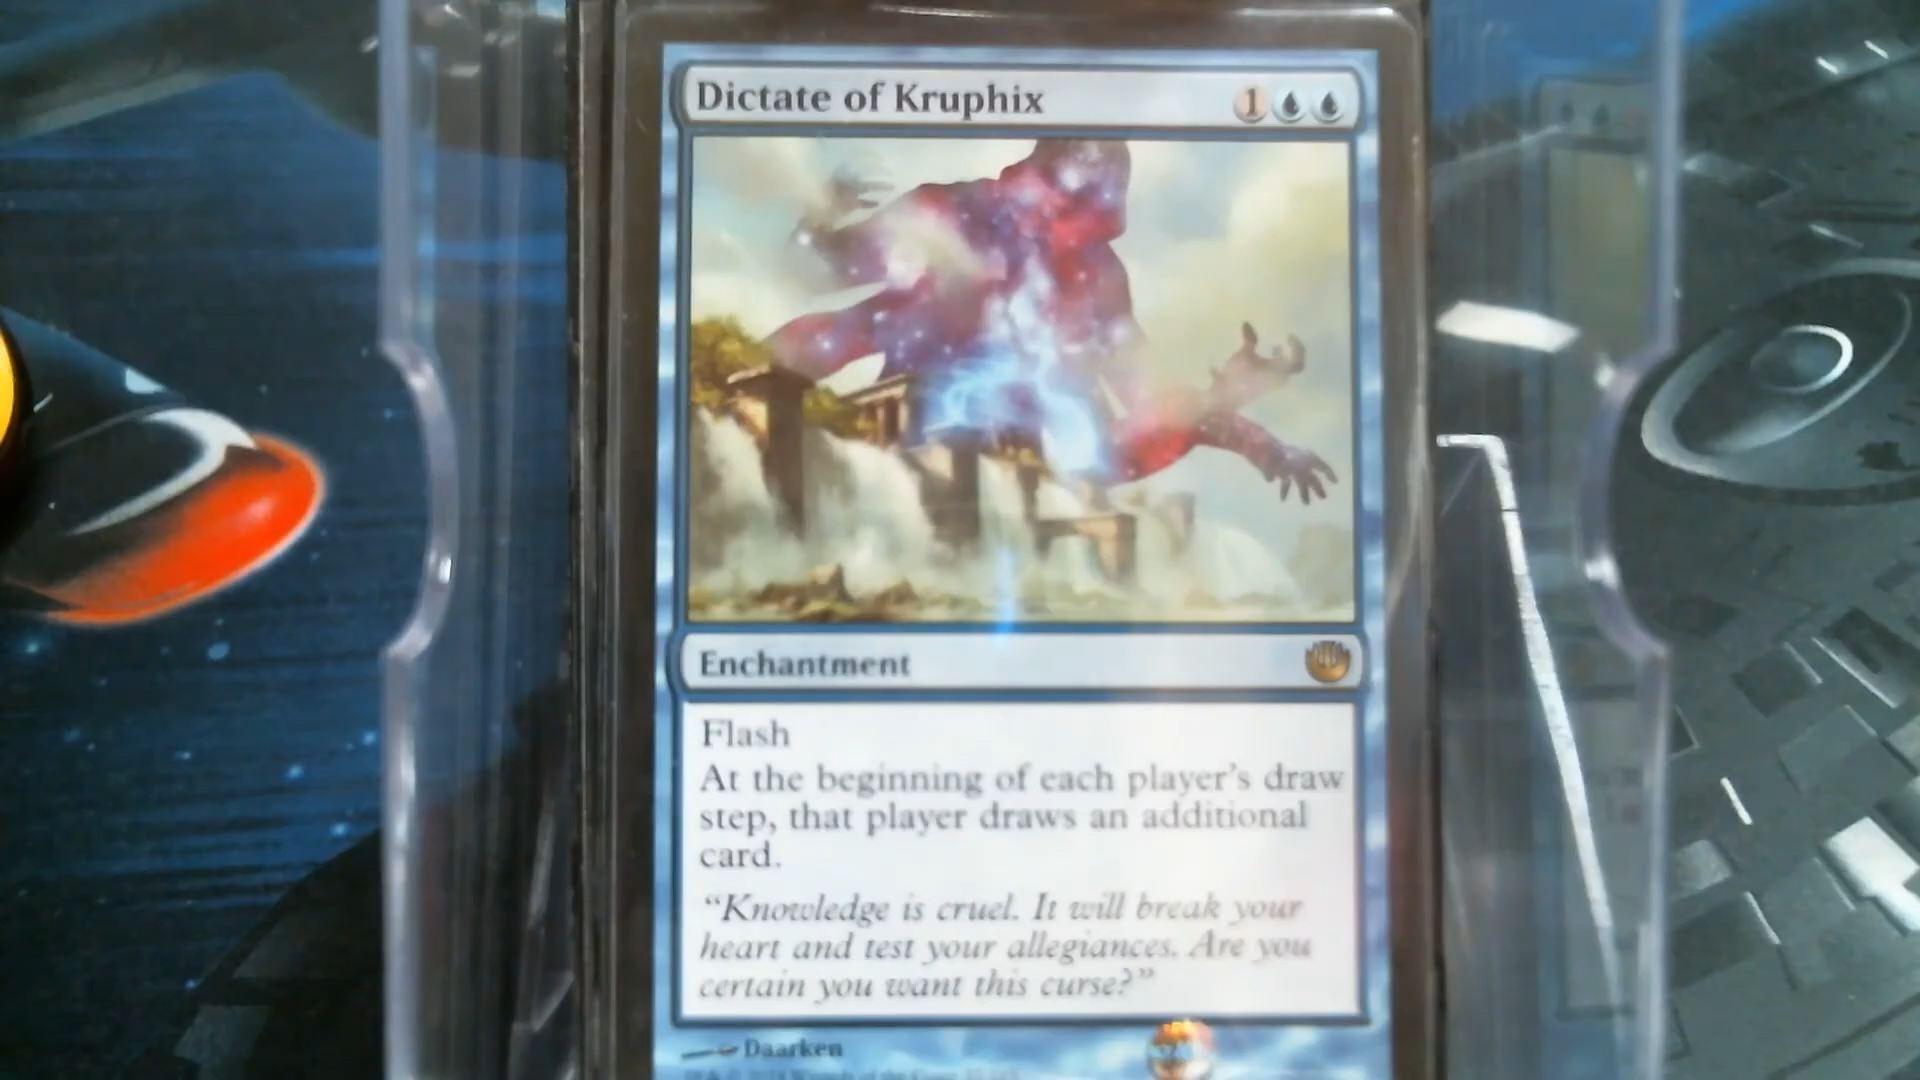 Dictate of Kruphix 1
Enchantment
Flash
At the beginning of each player's draw
step, that player draws an additional
card.
"Knowledge is cruel. It will break your
heart and test your allegiances. Are you
certain you want this curse?"
Daarken